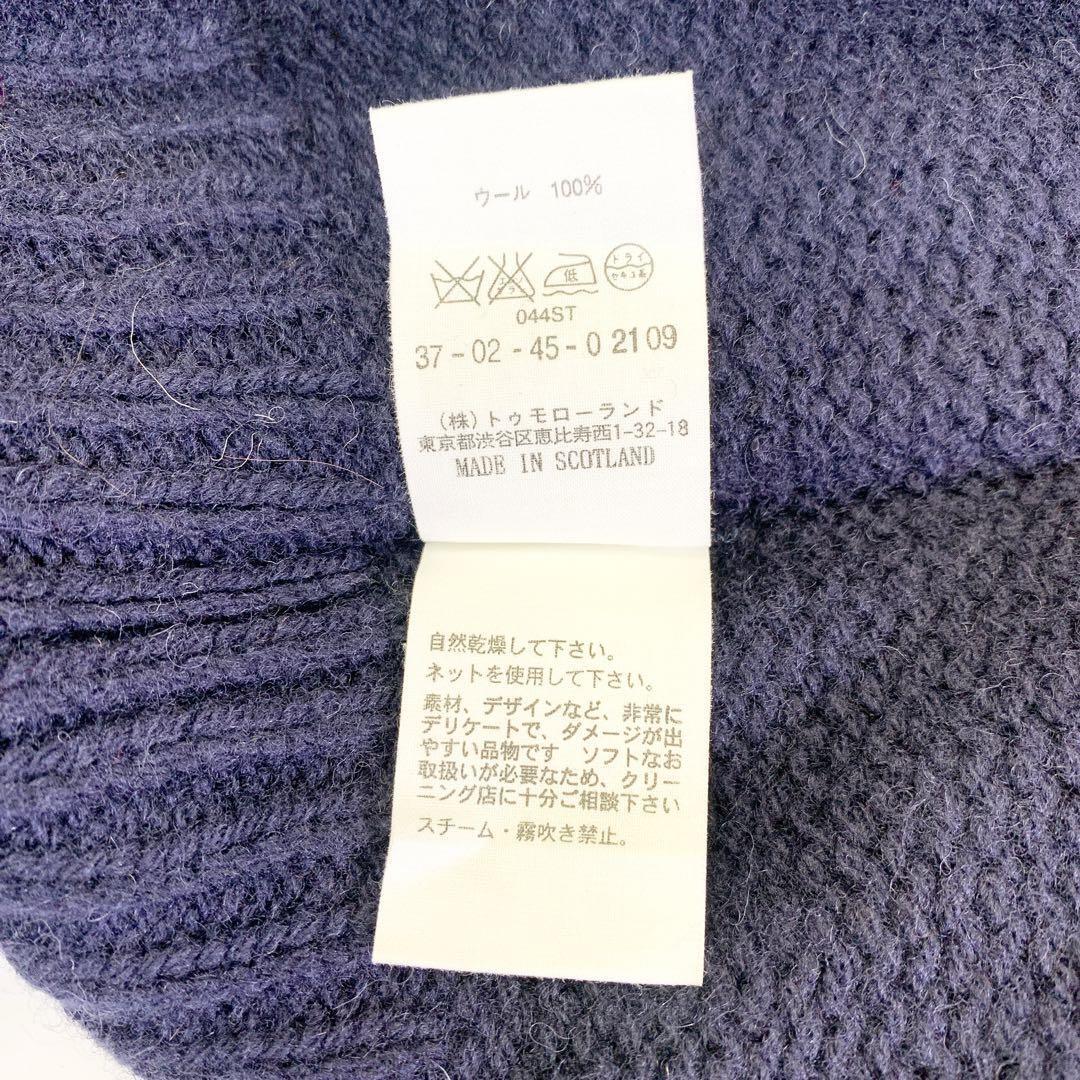 ウール 100%
エンソ サラシ 低 ドライ セキユ系
044ST
37-02-45-0 2109
(株)トゥモローランド
東京都渋谷区恵比寿西1-32-18
MADE IN SCOTLAND
自然乾燥して下さい。
ネットを使用して下さい。
素材、デザインなど、非常に
デリケートで、ダメージが出
やすい品物です ソフトなお
取扱いが必要なため、クリー
ニング店に十分ご相談下さい
スチーム・霧吹き禁止。